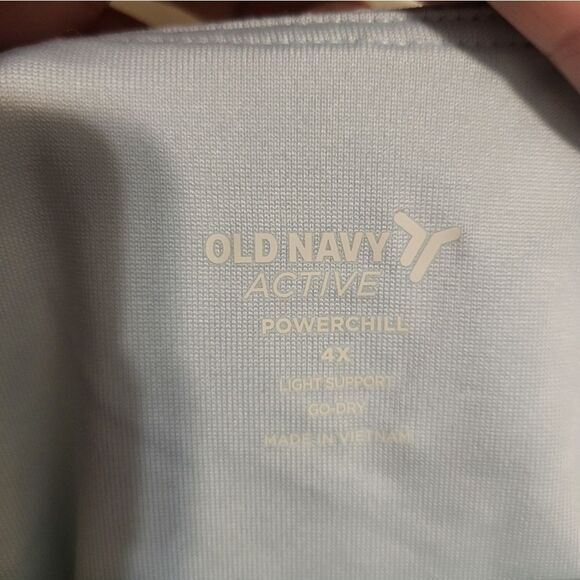 OLD NAVY
ACTIVE
POWERCHILL
4X
LIGHT SUPPORT
GO-DRY
MADE IN VIETNAM